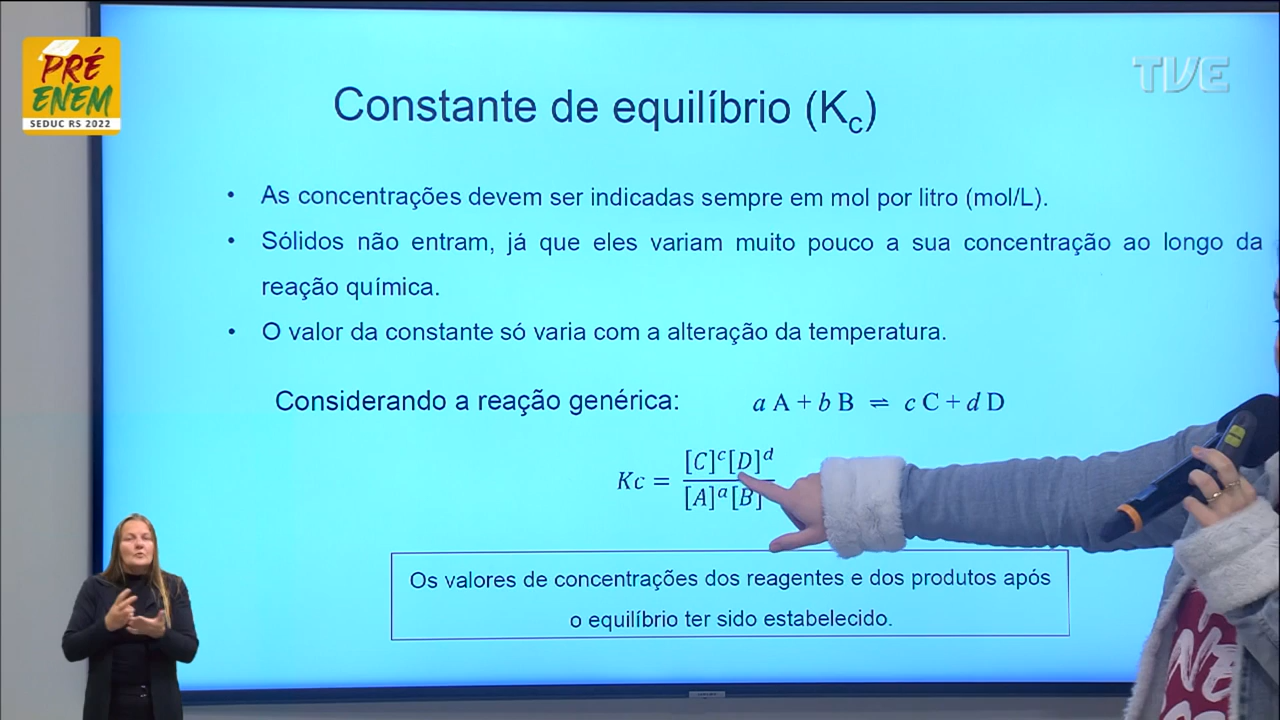 PRÉ
ENEM
SEDUC RS 2022
TVE
Constante de equilíbrio (Kc)
• As concentrações devem ser indicadas sempre em mol por litro (mol/L).
• Sólidos não entram, já que eles variam muito pouco a sua concentração ao longo da
reação química.
• O valor da constante só varia com a alteração da temperatura.
Considerando a reação genérica: a A + b B ⇌ c C + d D
Kc = [C]^c[D]^d / [A]^a[B]
Os valores de concentrações dos reagentes e dos produtos após
o equilíbrio ter sido estabelecido.